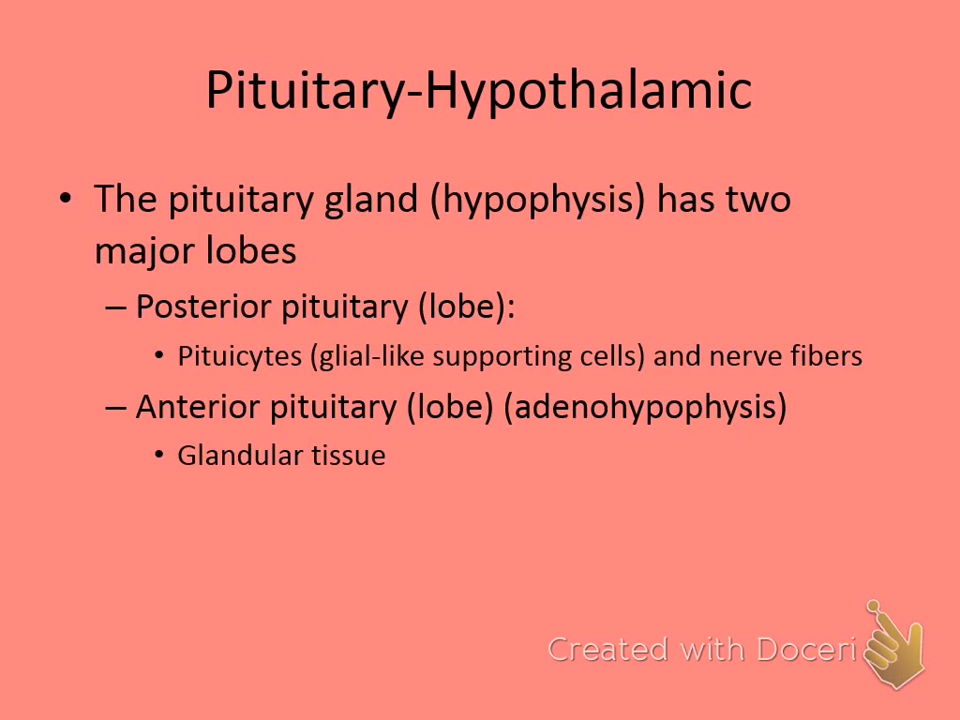 Pituitary-Hypothalamic
• The pituitary gland (hypophysis) has two
major lobes
– Posterior pituitary (lobe):
• Pituicytes (glial-like supporting cells) and nerve fibers
– Anterior pituitary (lobe) (adenohypophysis)
• Glandular tissue
Created with Doceri